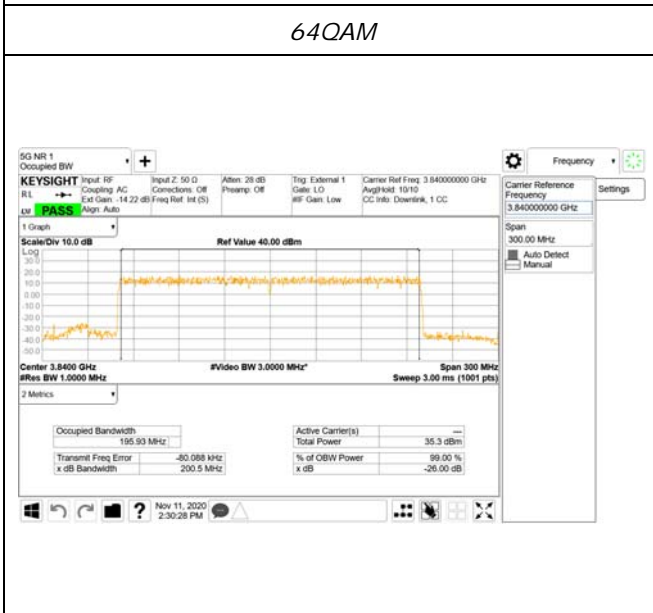 64QAM
5G NR 1
Occupied BW
Frequency
KEYSIGHT Input: RF Input Z: 50 Ω Atten: 28 dB Trig: External 1 Carrier Ref Freq: 3.840000000 GHz
RL Coupling: AC Corrections: Off Preamp: Off Gate: LO Avg|Hold: 10/10
Ext Gain: -14.22 dB Freq Ref: Int (S) #IF Gain: Low CC Info: Downlink, 1 CC
PASS Align: Auto
Carrier Reference
Frequency
3.840000000 GHz
Settings
Span
300.00 MHz
Auto Detect
Manual
1 Graph
Scale/Div 10.0 dB Ref Value 40.00 dBm
Log
30.0
20.0
10.0
0.00
-10.0
-20.0
-30.0
-40.0
-50.0
Center 3.8400 GHz #Video BW 3.0000 MHz* Span 300 MHz
#Res BW 1.0000 MHz Sweep 3.00 ms (1001 pts)
2 Metrics
Occupied Bandwidth Active Carrier(s) ---
195.93 MHz Total Power 35.3 dBm
Transmit Freq Error -80.088 kHz % of OBW Power 99.00 %
x dB Bandwidth 200.5 MHz x dB -26.00 dB
Nov 11, 2020
2:30:28 PM